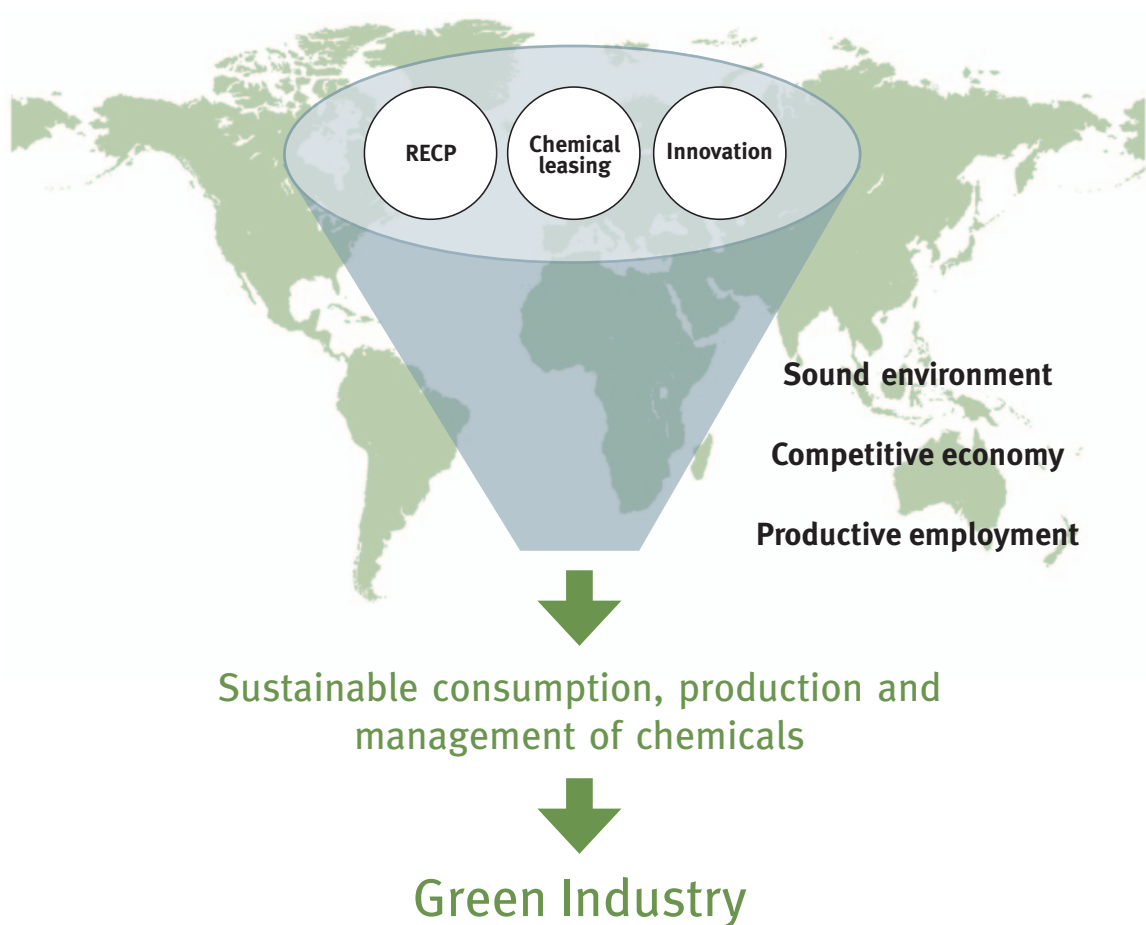 RECP
Chemical
leasing
Innovation
Sound environment
Competitive economy
Productive employment
Sustainable consumption, production and
management of chemicals
Green Industry